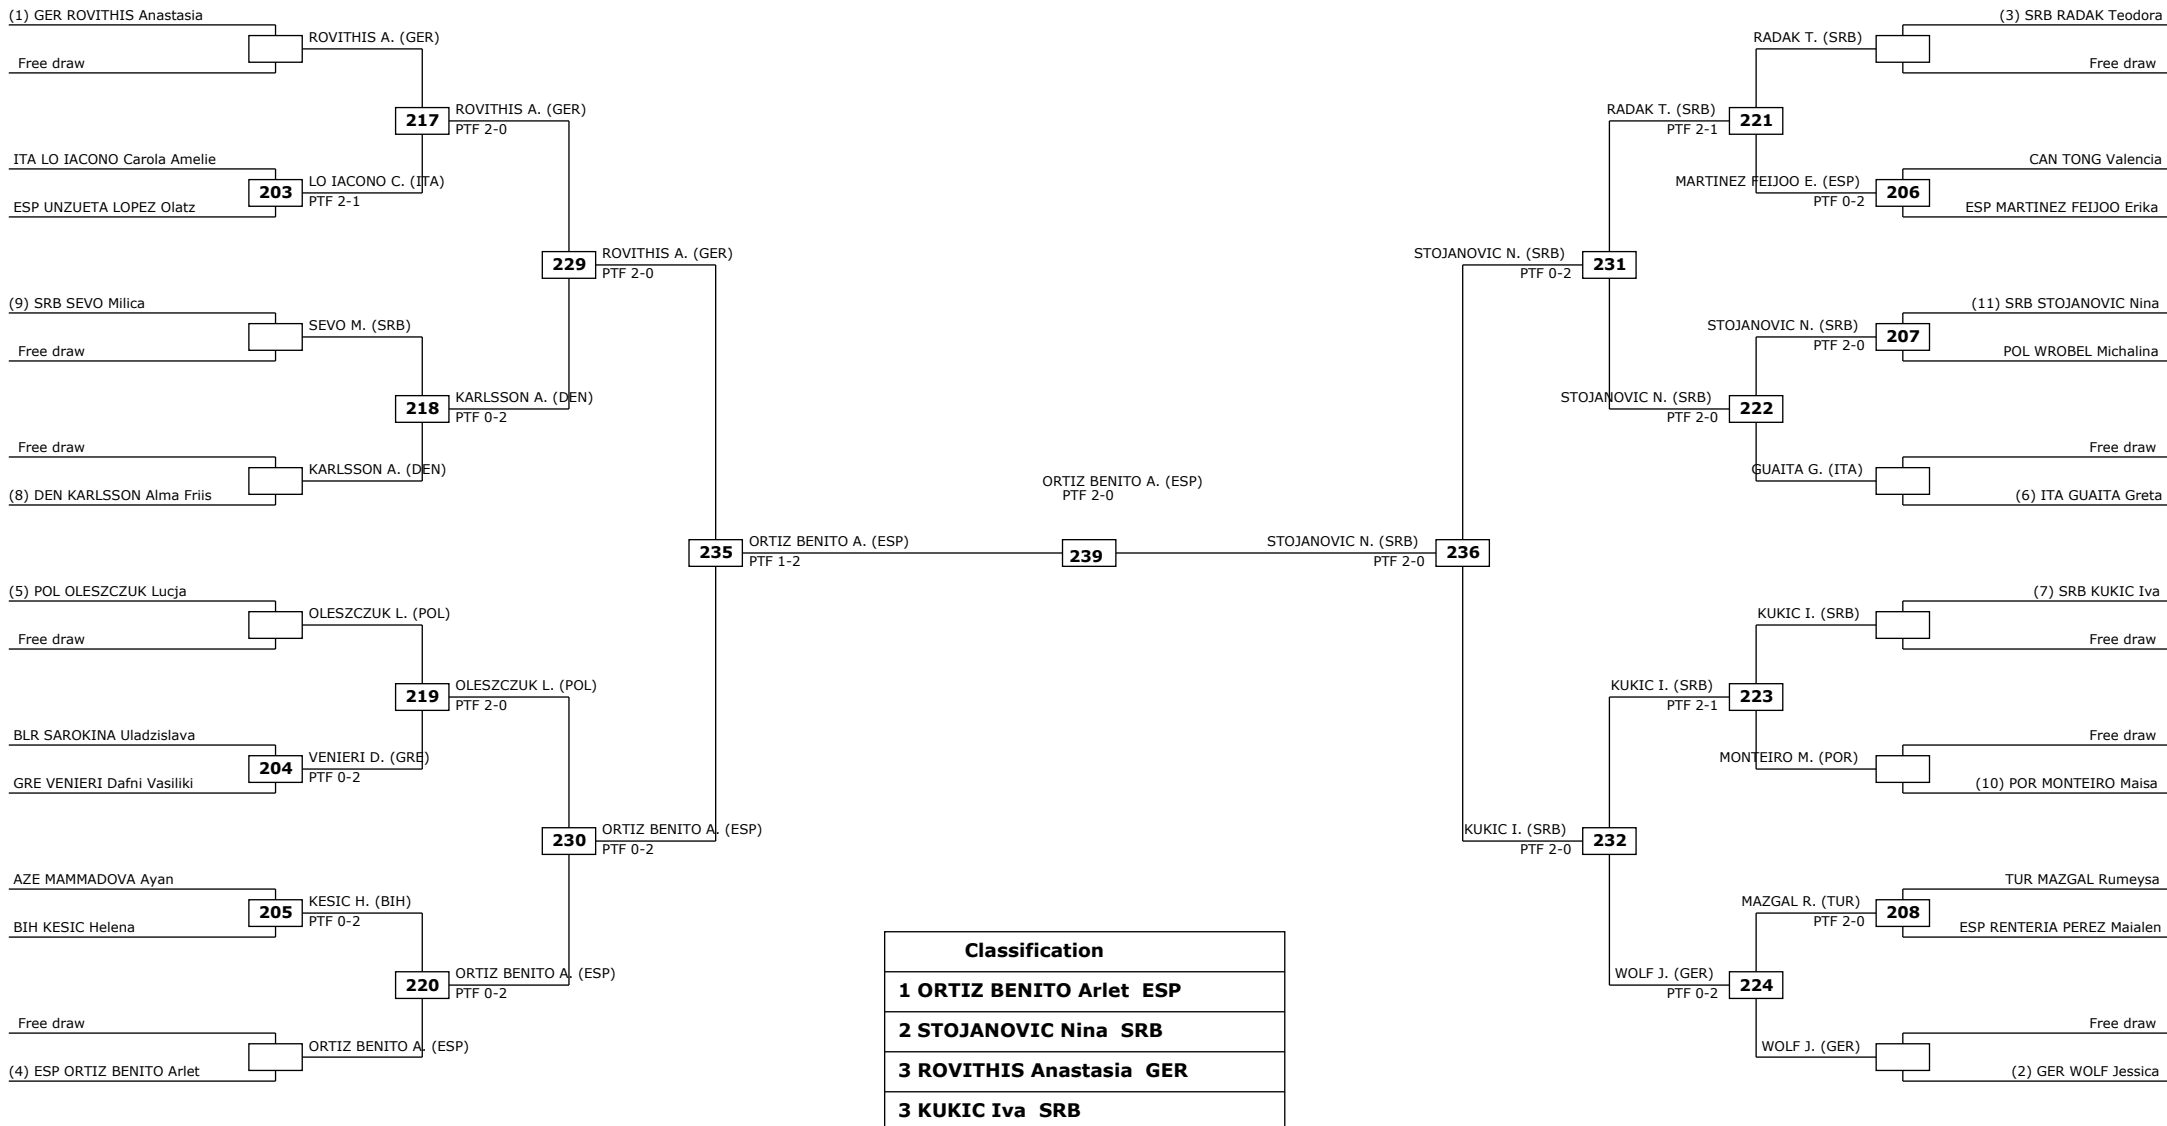 (1) GER ROVITHIS Anastasia
Free draw
ROVITHIS A. (GER)
ITA LO IACONO Carola Amelie
ESP UNZUETA LOPEZ Olatz
203
LO IACONO C. (ITA)
PTF 2-1
217
ROVITHIS A. (GER)
PTF 2-0
(9) SRB SEVO Milica
Free draw
SEVO M. (SRB)
Free draw
(8) DEN KARLSSON Alma Friis
KARLSSON A. (DEN)
218
KARLSSON A. (DEN)
PTF 0-2
229
ROVITHIS A. (GER)
PTF 2-0
(5) POL OLESZCZUK Lucja
Free draw
OLESZCZUK L. (POL)
BLR SAROKINA Uladzislava
GRE VENIERI Dafni Vasiliki
204
VENIERI D. (GRE)
PTF 0-2
219
OLESZCZUK L. (POL)
PTF 2-0
AZE MAMMADOVA Ayan
BIH KESIC Helena
205
KESIC H. (BIH)
PTF 0-2
Free draw
(4) ESP ORTIZ BENITO Arlet
ORTIZ BENITO A. (ESP)
220
ORTIZ BENITO A. (ESP)
PTF 0-2
230
ORTIZ BENITO A. (ESP)
PTF 0-2
235
ORTIZ BENITO A. (ESP)
PTF 1-2
ORTIZ BENITO A. (ESP)
PTF 2-0
239
STOJANOVIC N. (SRB)
PTF 2-0
236
STOJANOVIC N. (SRB)
PTF 0-2
231
RADAK T. (SRB)
PTF 2-1
221
RADAK T. (SRB)
(3) SRB RADAK Teodora
Free draw
MARTINEZ FEIJOO E. (ESP)
PTF 0-2
206
CAN TONG Valencia
ESP MARTINEZ FEIJOO Erika
STOJANOVIC N. (SRB)
PTF 2-0
222
STOJANOVIC N. (SRB)
PTF 2-0
207
(11) SRB STOJANOVIC Nina
POL WROBEL Michalina
GUAITA G. (ITA)
Free draw
(6) ITA GUAITA Greta
KUKIC I. (SRB)
PTF 2-0
232
KUKIC I. (SRB)
PTF 2-1
223
KUKIC I. (SRB)
(7) SRB KUKIC Iva
Free draw
MONTEIRO M. (POR)
Free draw
(10) POR MONTEIRO Maisa
WOLF J. (GER)
PTF 0-2
224
MAZGAL R. (TUR)
PTF 2-0
208
TUR MAZGAL Rumeysa
ESP RENTERIA PEREZ Maialen
WOLF J. (GER)
Free draw
(2) GER WOLF Jessica
Classification
1 ORTIZ BENITO Arlet ESP
2 STOJANOVIC Nina SRB
3 ROVITHIS Anastasia GER
3 KUKIC Iva SRB